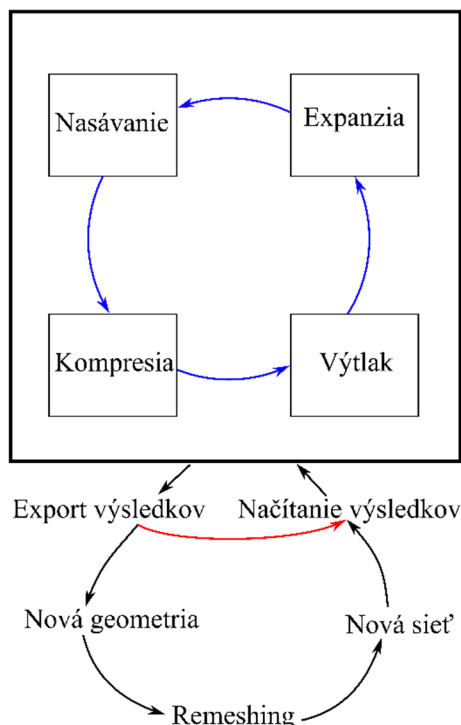 Nasávanie
Expanzia
Kompresia
Výtlak
Export výsledkov
Načítanie výsledkov
Nová geometria
Nová sieť
Remeshing